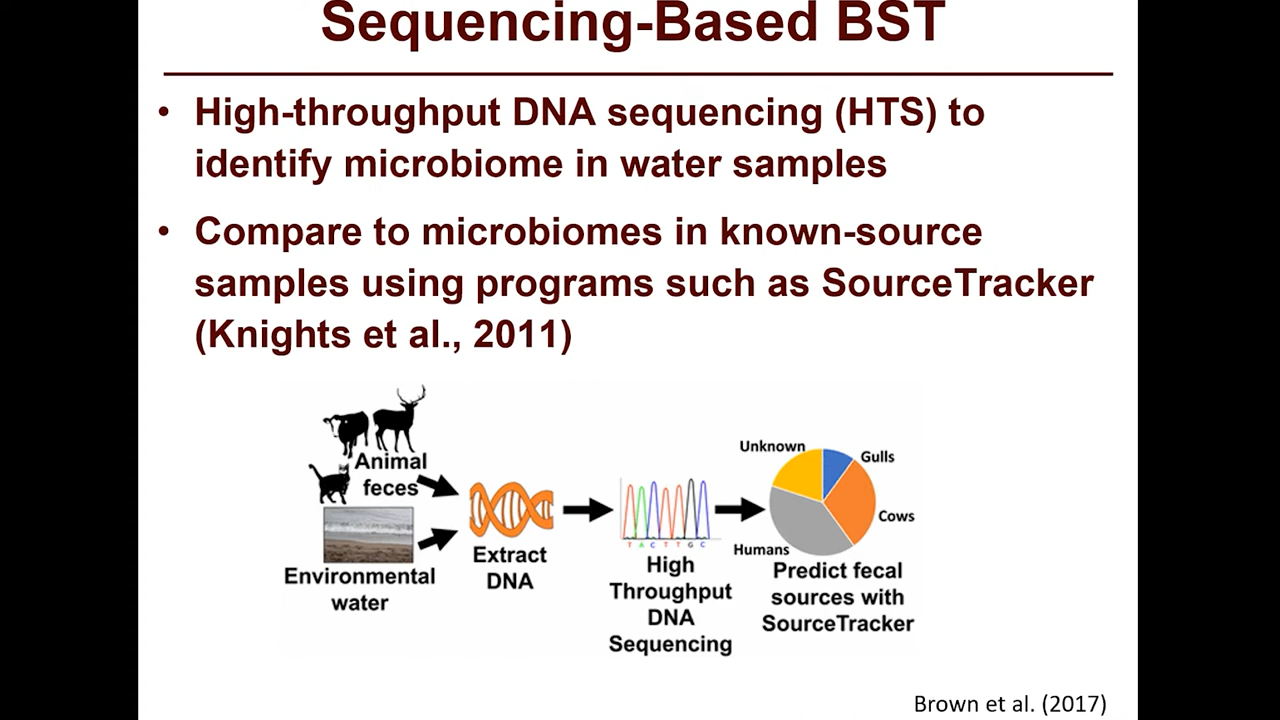 Sequencing-Based BST
• High-throughput DNA sequencing (HTS) to
identify microbiome in water samples
• Compare to microbiomes in known-source
samples using programs such as SourceTracker
(Knights et al., 2011)
Animal
feces
Environmental
water
Extract
DNA
T A C T T G C
High
Throughput
DNA
Sequencing
Unknown
Gulls
Cows
Humans
Predict fecal
sources with
SourceTracker
Brown et al. (2017)